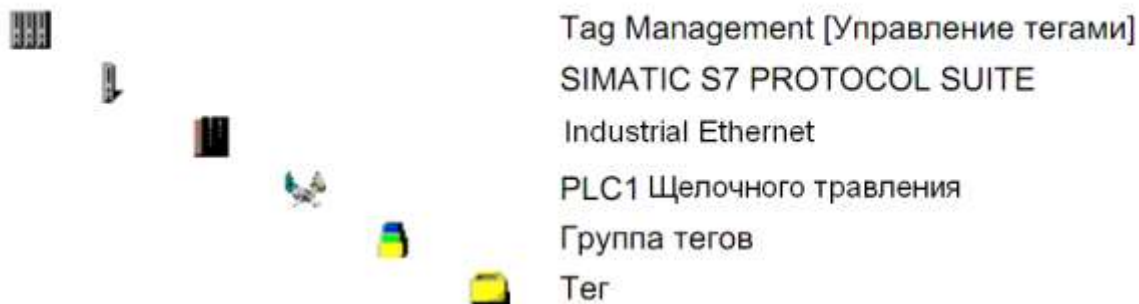 Tag Management [Управление тегами]
SIMATIC S7 PROTOCOL SUITE
Industrial Ethernet
PLC1 Щелочного травления
Группа тегов
Тег